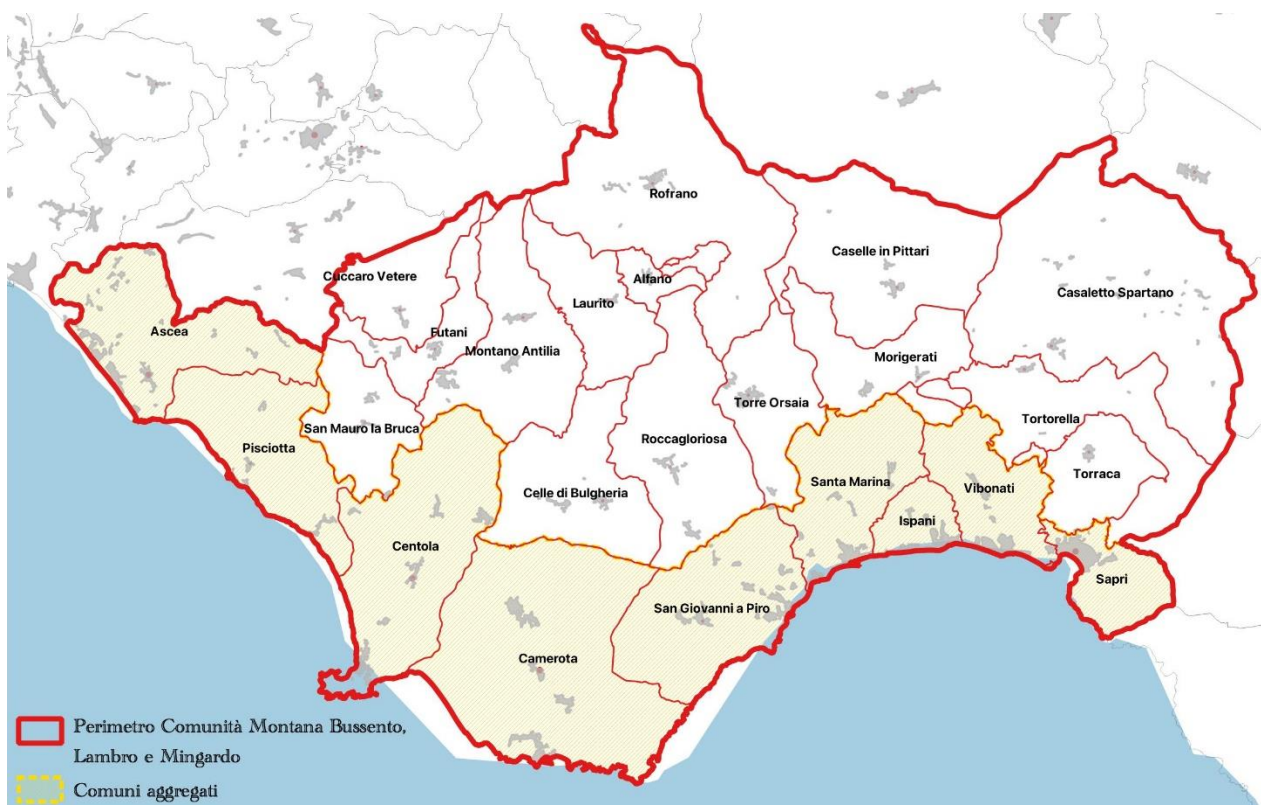 Rofrano
Caselle in Pittari
Cuccaro Vetere
Alfano
Casaletto Spartano
Laurito
Ascea
Futani
Montano Antilia
Morigerati
Torre Orsaia
Tortorella
San Mauro la Bruca
Roccagloriosa
Pisciotta
Torraca
Santa Marina
Vibonati
Celle di Bulgheria
Ispani
Centola
Sapri
San Giovanni a Piro
Camerota
Perimetro Comunità Montana Bussento,
Lambro e Mingardo
Comuni aggregati